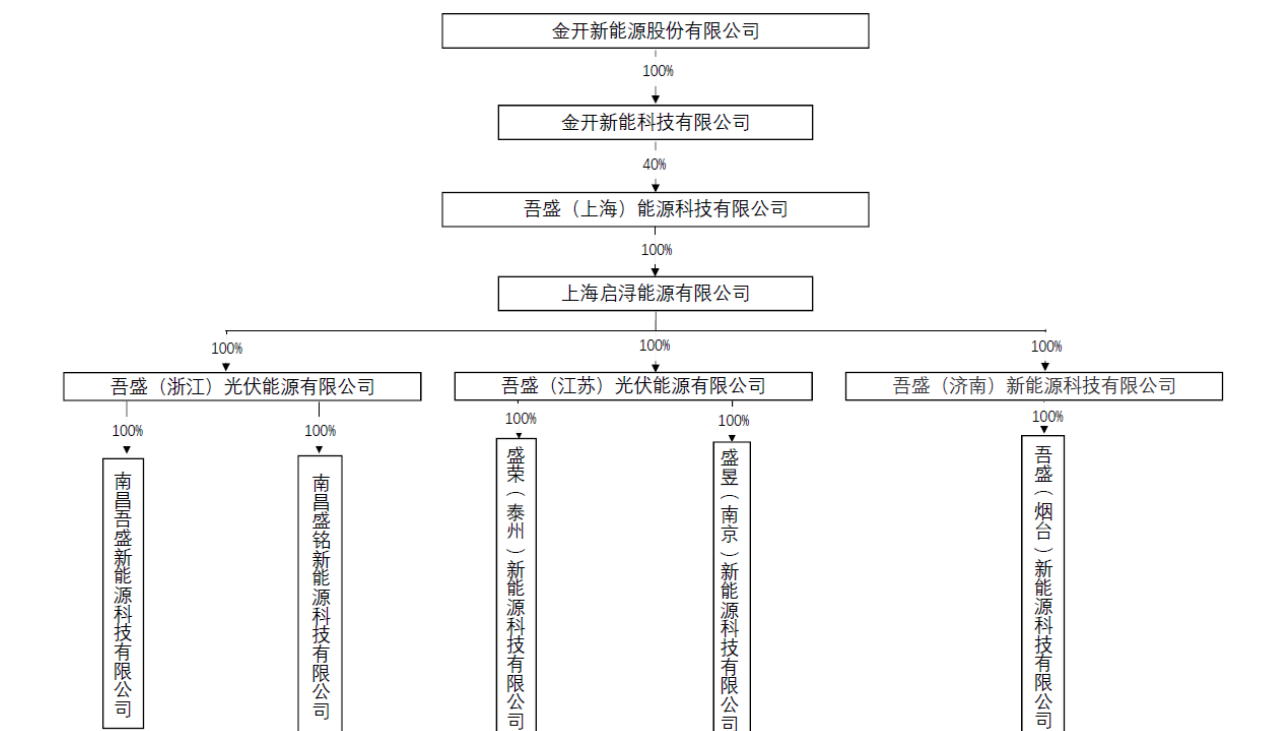 金开新能源股份有限公司
100%
金开新能科技有限公司
40%
吾盛（上海）能源科技有限公司
100%
上海启浔能源有限公司
100%
100%
100%
吾盛（浙江）光伏能源有限公司
吾盛（江苏）光伏能源有限公司
吾盛（济南）新能源科技有限公司
100%
100%
100%
100%
100%
南昌吾盛新能源科技有限公司
南昌盛铭新能源科技有限公司
盛荣（泰州）新能源科技有限公司
盛昱（南京）新能源科技有限公司
吾盛（烟台）新能源科技有限公司